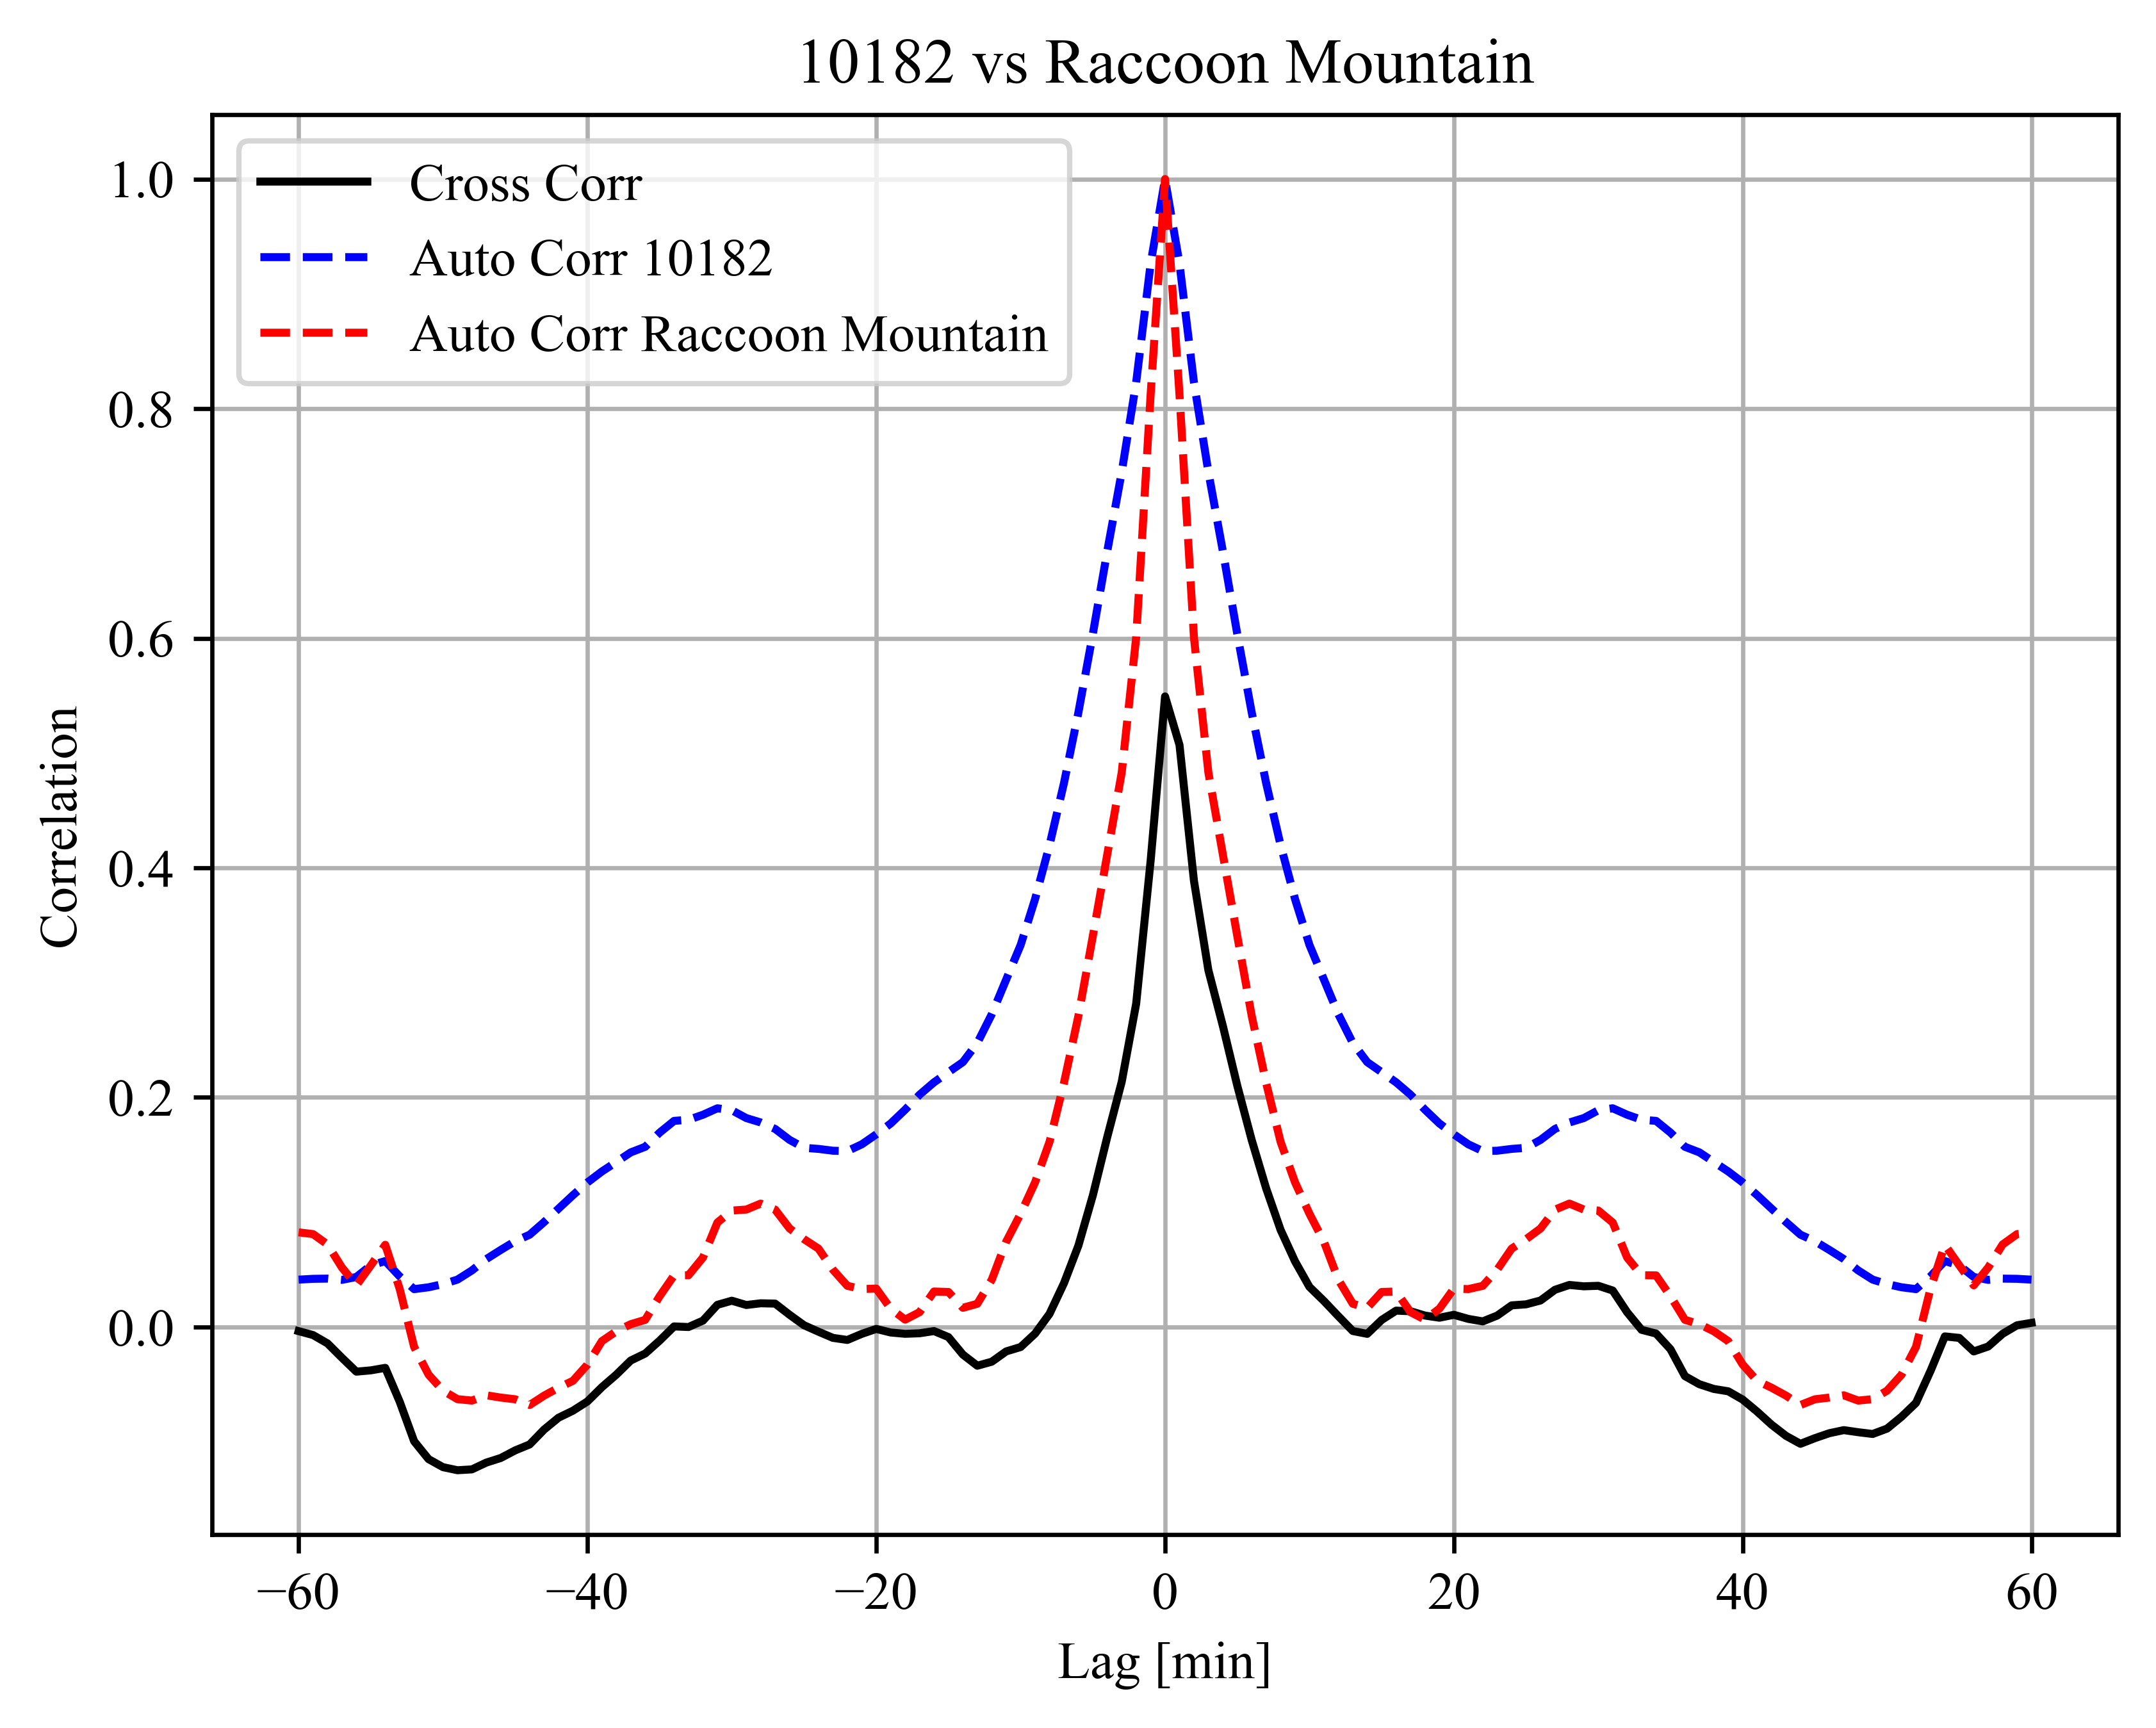 10182 vs Raccoon Mountain
Cross Corr
Auto Corr 10182
Auto Corr Raccoon Mountain
1.0
0.8
0.6
0.4
0.2
0.0
Correlation
−60 −40 −20 0 20 40 60
Lag [min]